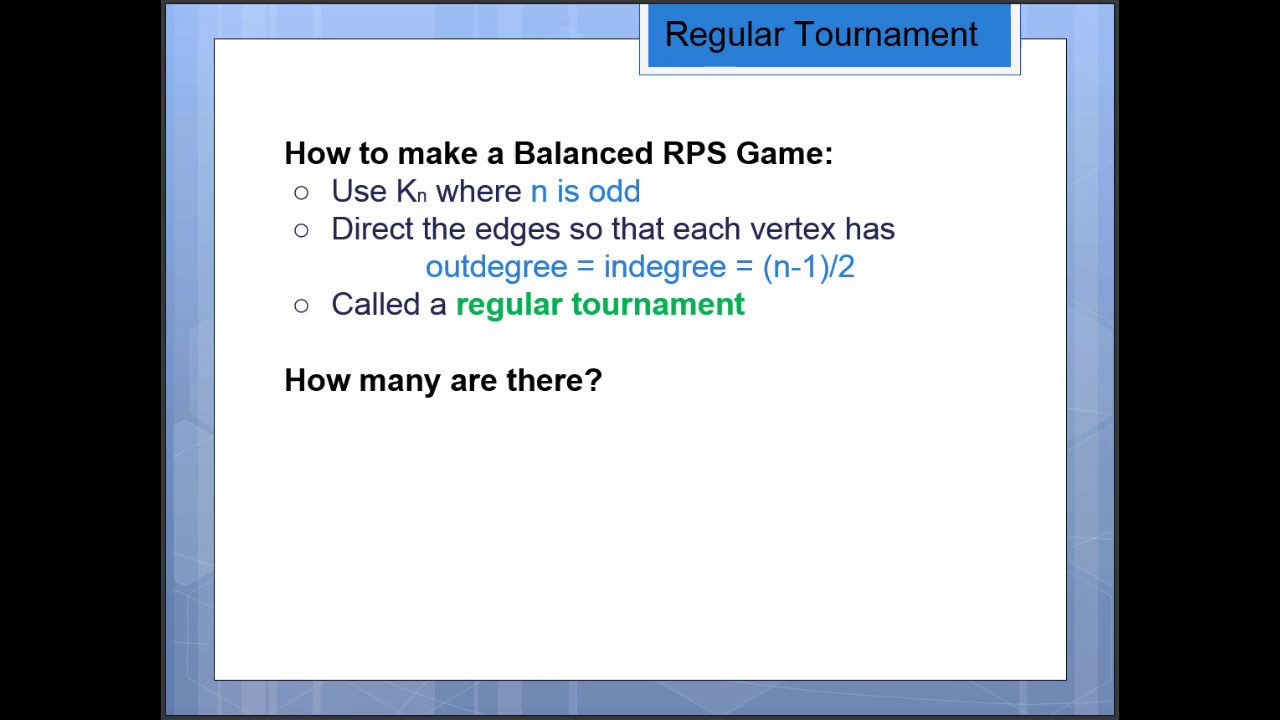 Regular Tournament
How to make a Balanced RPS Game:
○ Use Kn where n is odd
○ Direct the edges so that each vertex has
outdegree = indegree = (n-1)/2
○ Called a regular tournament
How many are there?